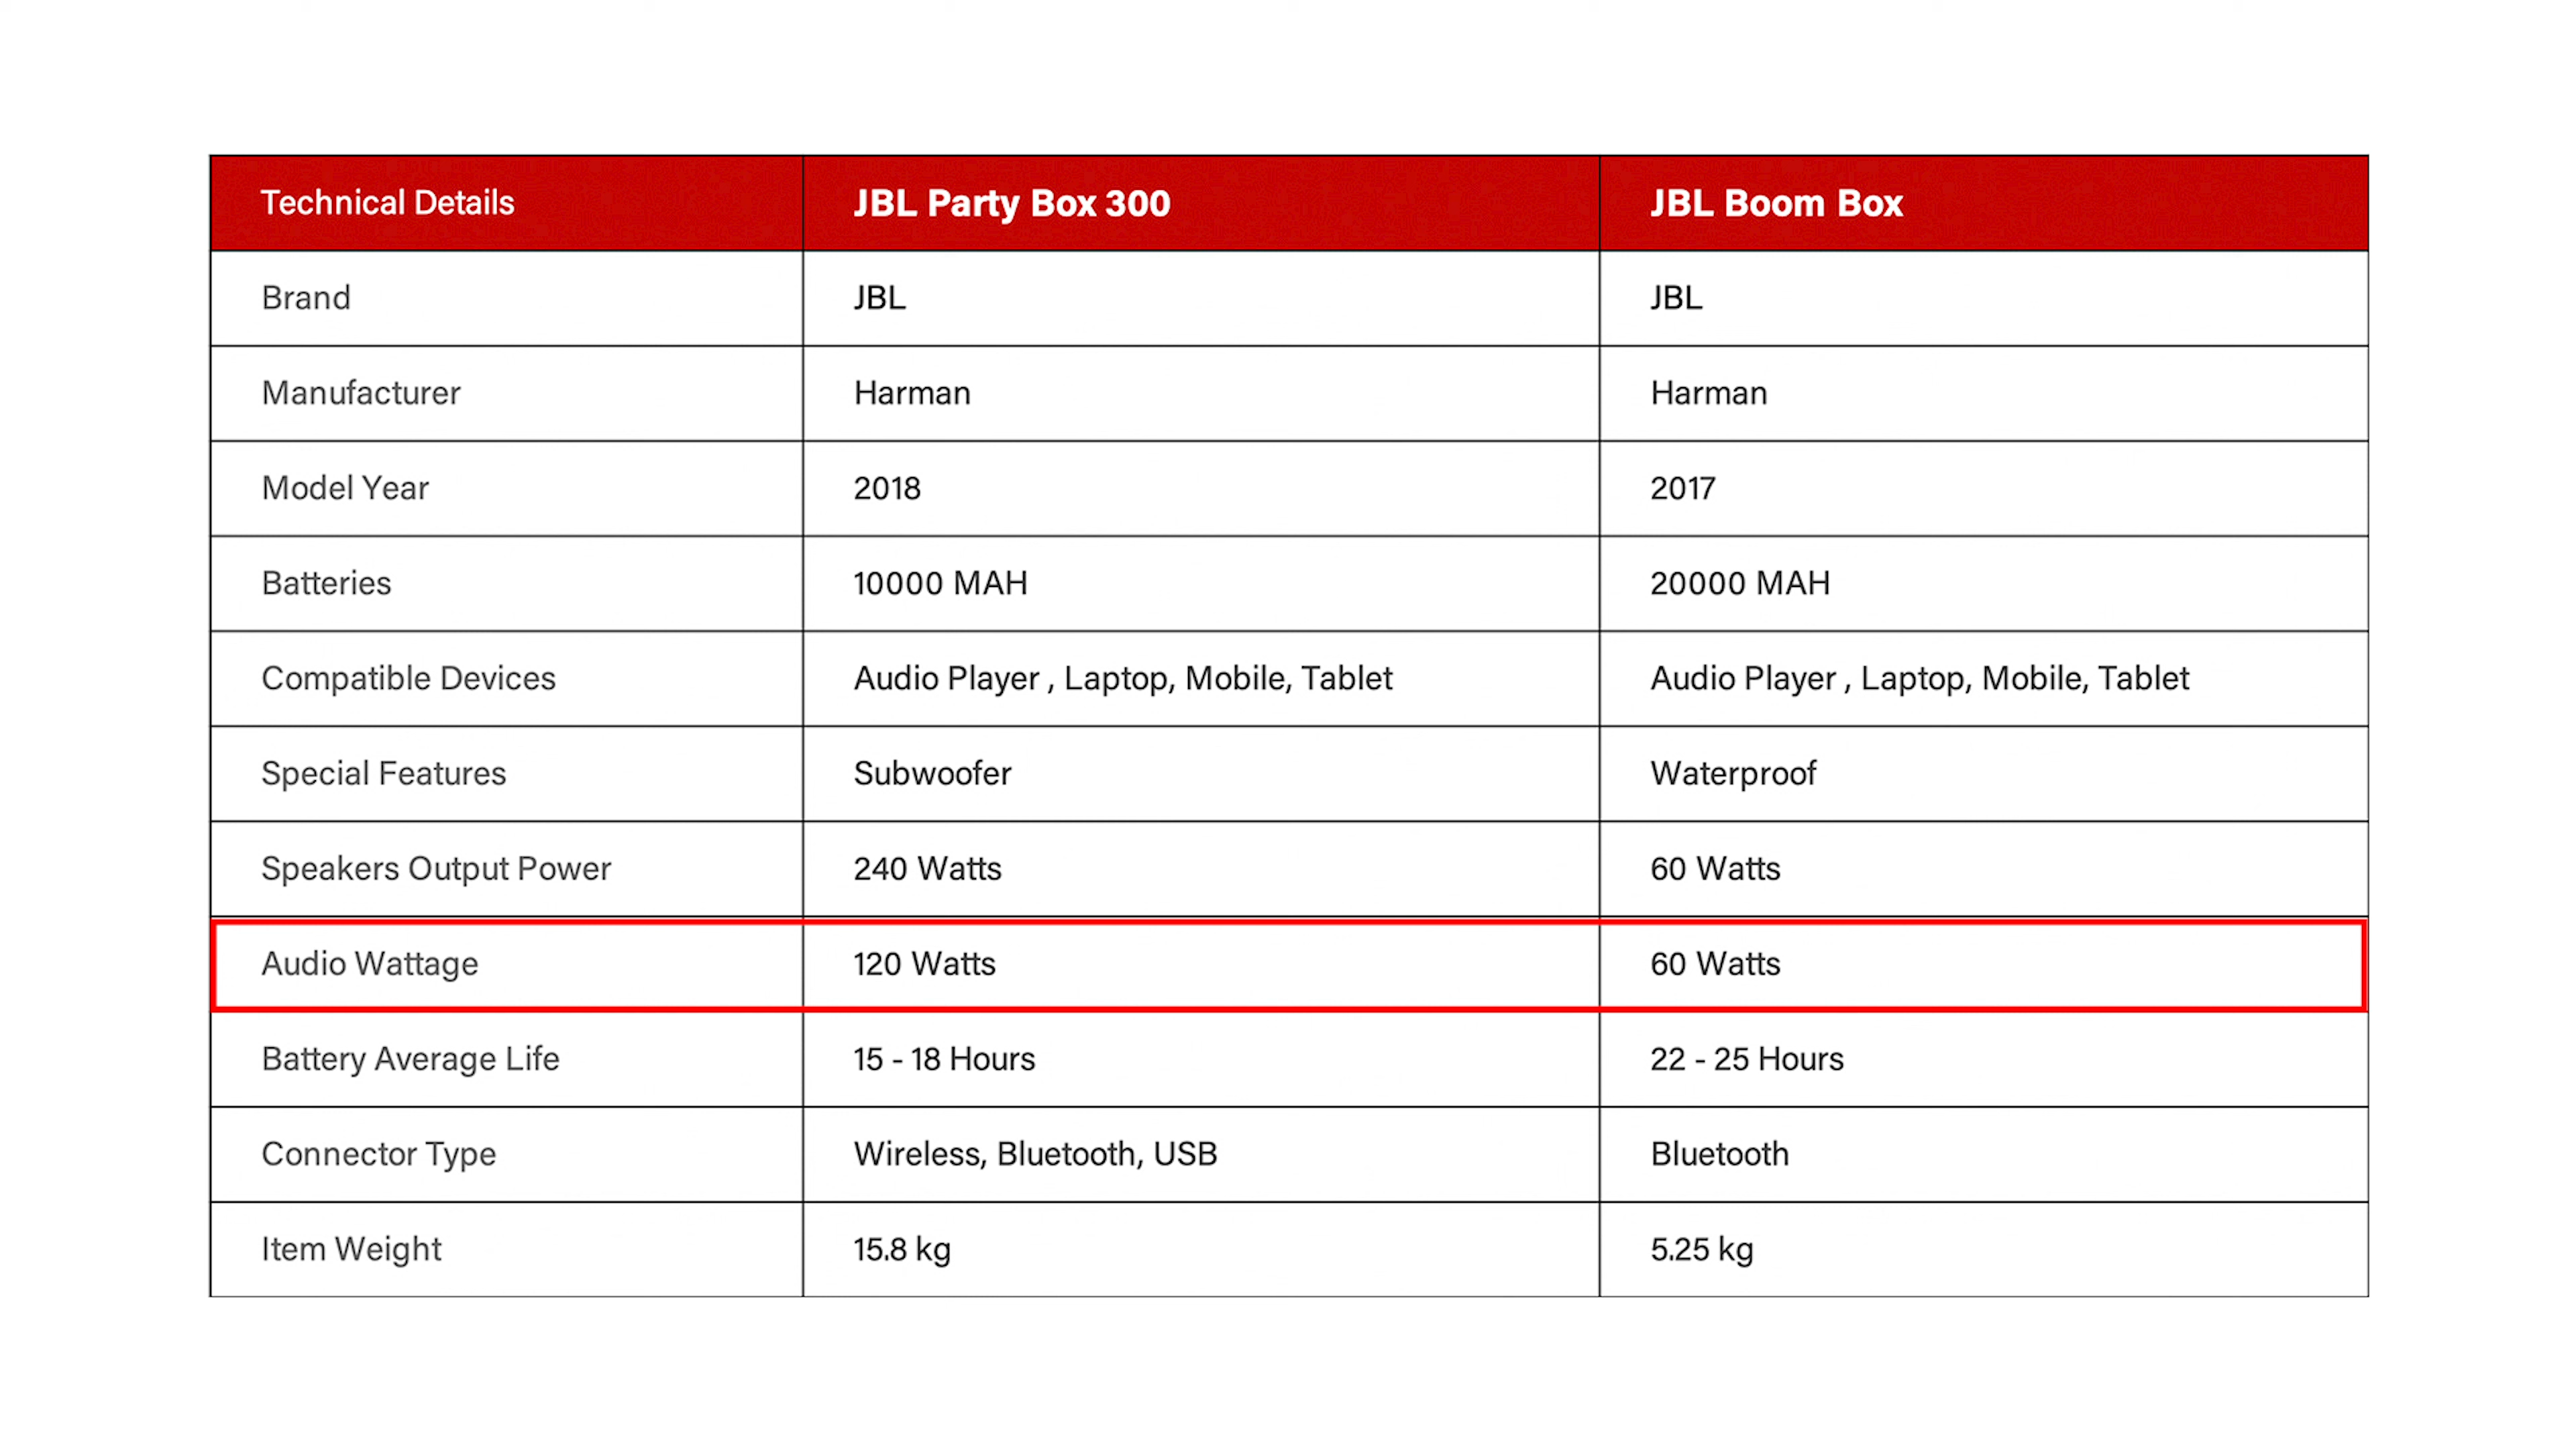 Technical Details JBL Party Box 300 JBL Boom Box
Brand JBL JBL
Manufacturer Harman Harman
Model Year 2018 2017
Batteries 10000 MAH 20000 MAH
Compatible Devices Audio Player , Laptop, Mobile, Tablet Audio Player , Laptop, Mobile, Tablet
Special Features Subwoofer Waterproof
Speakers Output Power 240 Watts 60 Watts
Audio Wattage 120 Watts 60 Watts
Battery Average Life 15 - 18 Hours 22 - 25 Hours
Connector Type Wireless, Bluetooth, USB Bluetooth
Item Weight 15.8 kg 5.25 kg